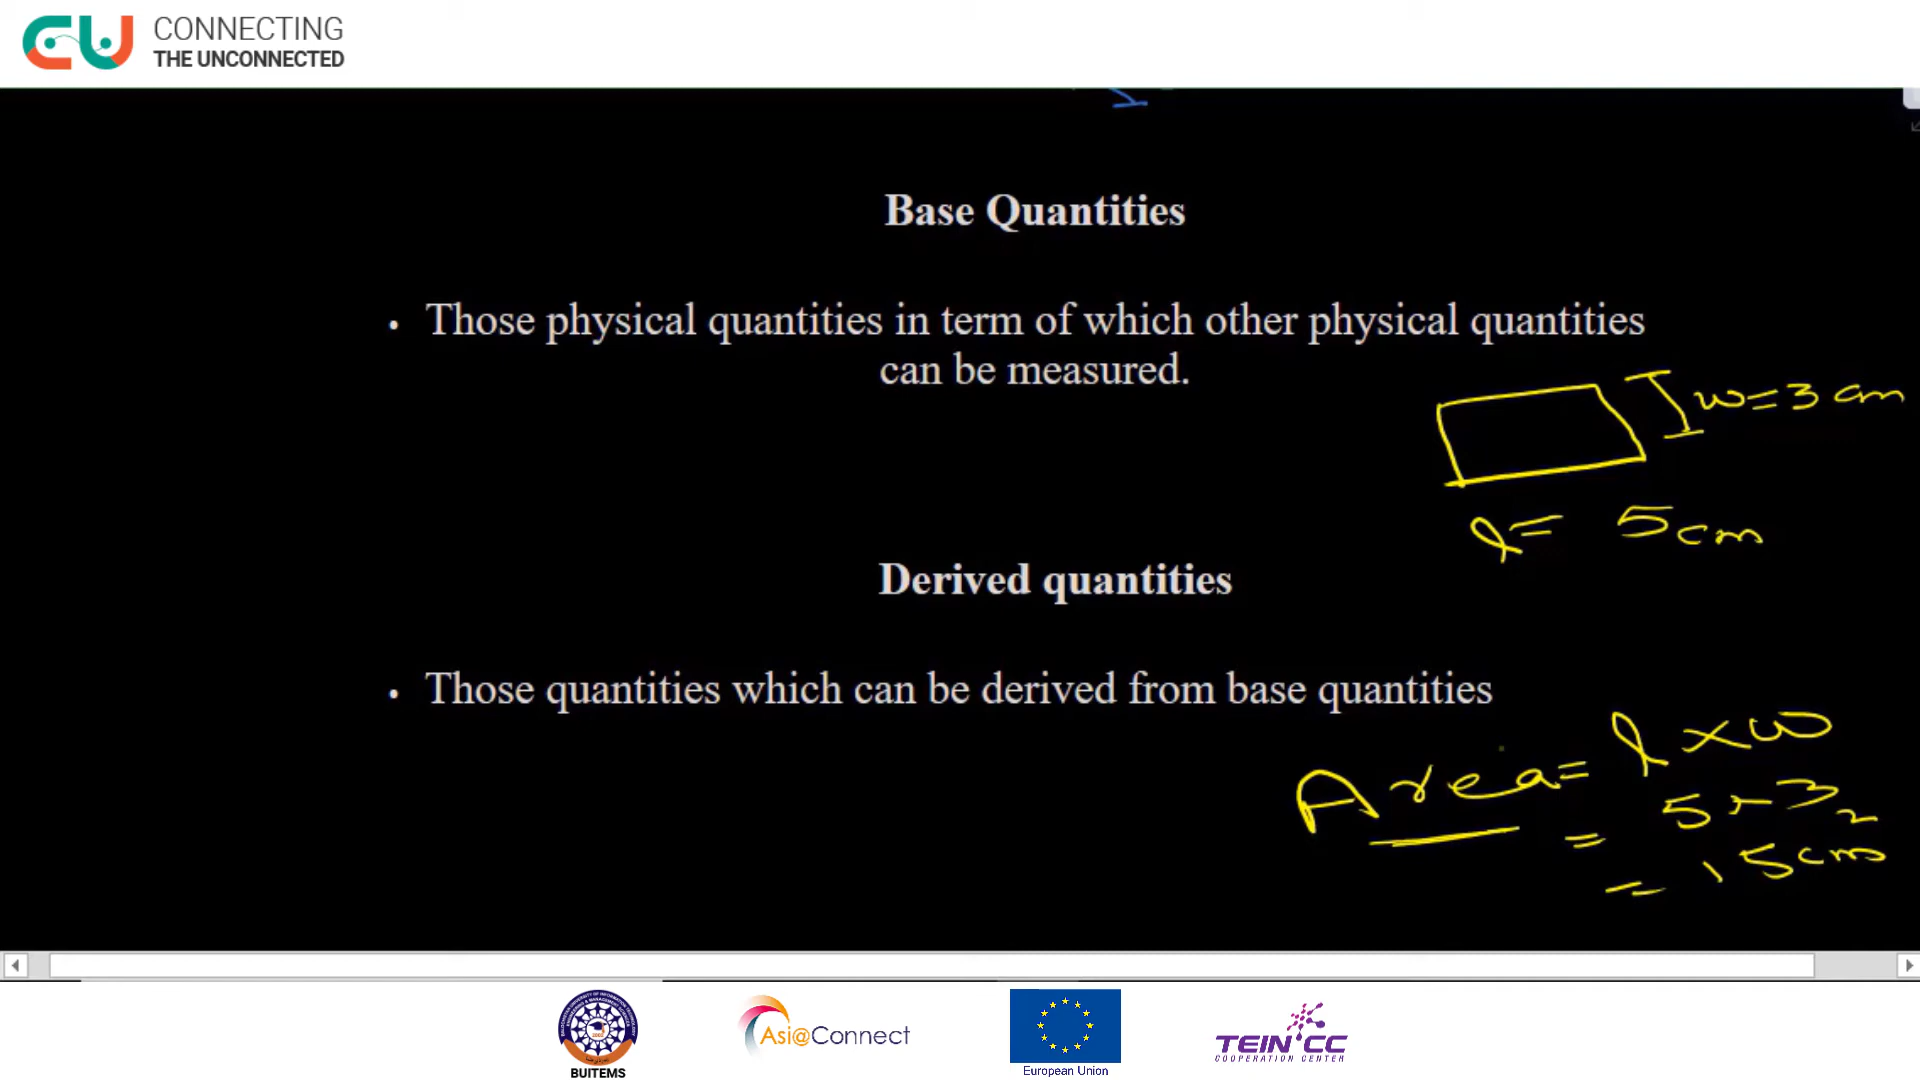 CONNECTING
THE UNCONNECTED
Base Quantities
• Those physical quantities in term of which other physical quantities
can be measured.
w=3 cm
l= 5cm
Derived quantities
• Those quantities which can be derived from base quantities
Area= l×w
= 5×3
= 15cm²
BUITEMS
Asi@Connect
European Union
TEIN*CC
COOPERATION CENTER